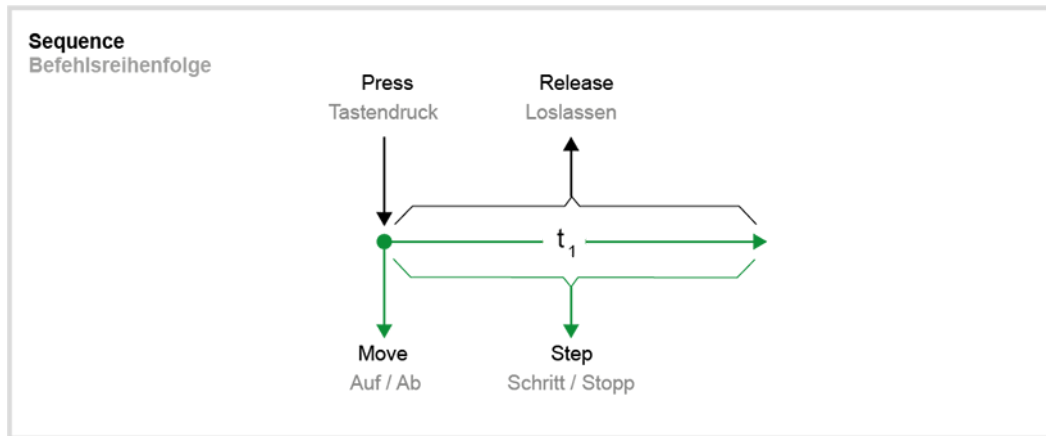 Sequence
Befehlsreihenfolge
Press
Tastendruck
Release
Loslassen
t1
Move
Auf / Ab
Step
Schritt / Stopp